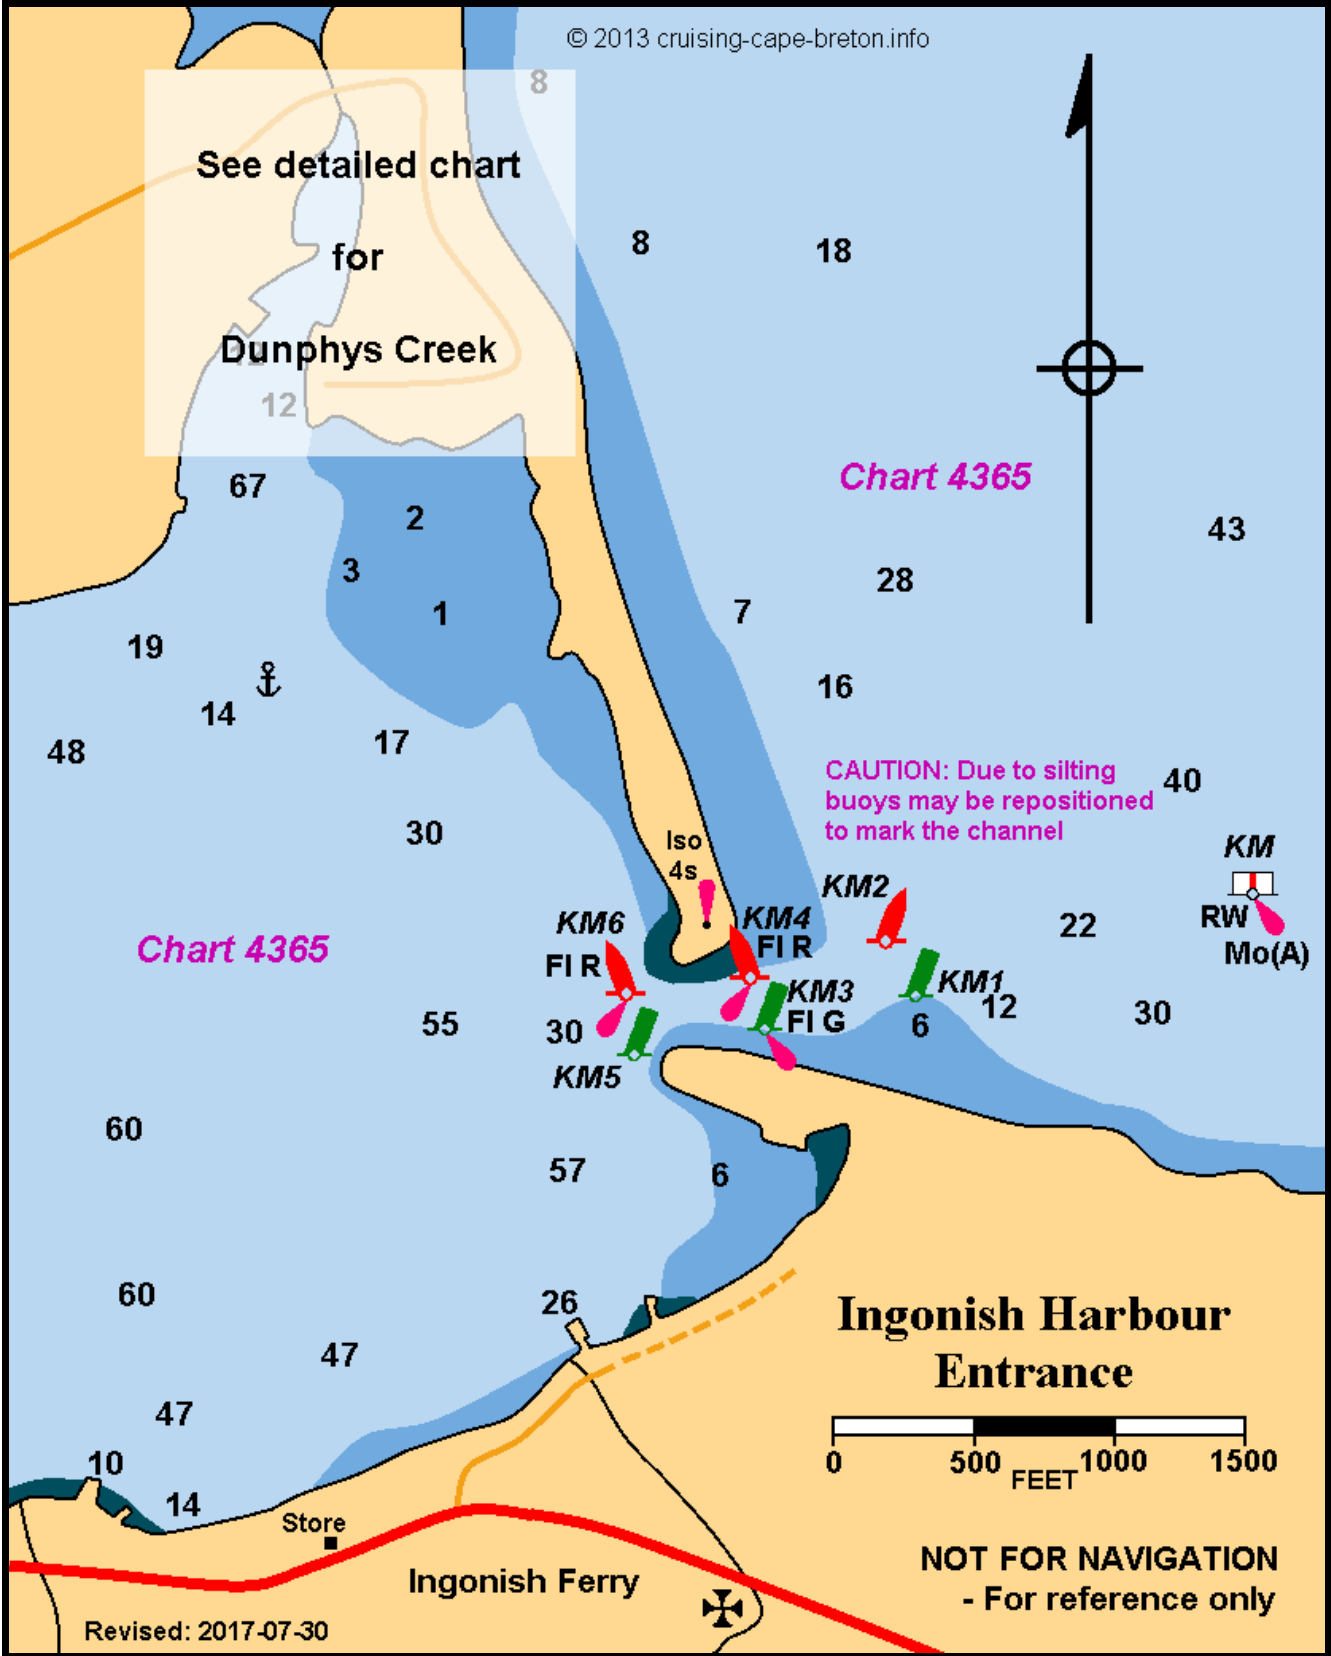 © 2013 cruising-cape-breton.info
8
See detailed chart
for
Dunphys Creek
12
8
18
Chart 4365
67
2
43
3
28
1
7
19
16
14
17
48
CAUTION: Due to silting
buoys may be repositioned
to mark the channel
40
30
Iso
4s
KM
KM2
KM6
KM4
RW
22
Fl R
Fl R
Mo(A)
Chart 4365
KM1
KM3
12
30
Fl G
6
55
30
KM5
60
57
6
60
26
Ingonish Harbour
Entrance
47
47
0 500 1000 1500
FEET
10
14
Store
NOT FOR NAVIGATION
- For reference only
Ingonish Ferry
Revised: 2017-07-30